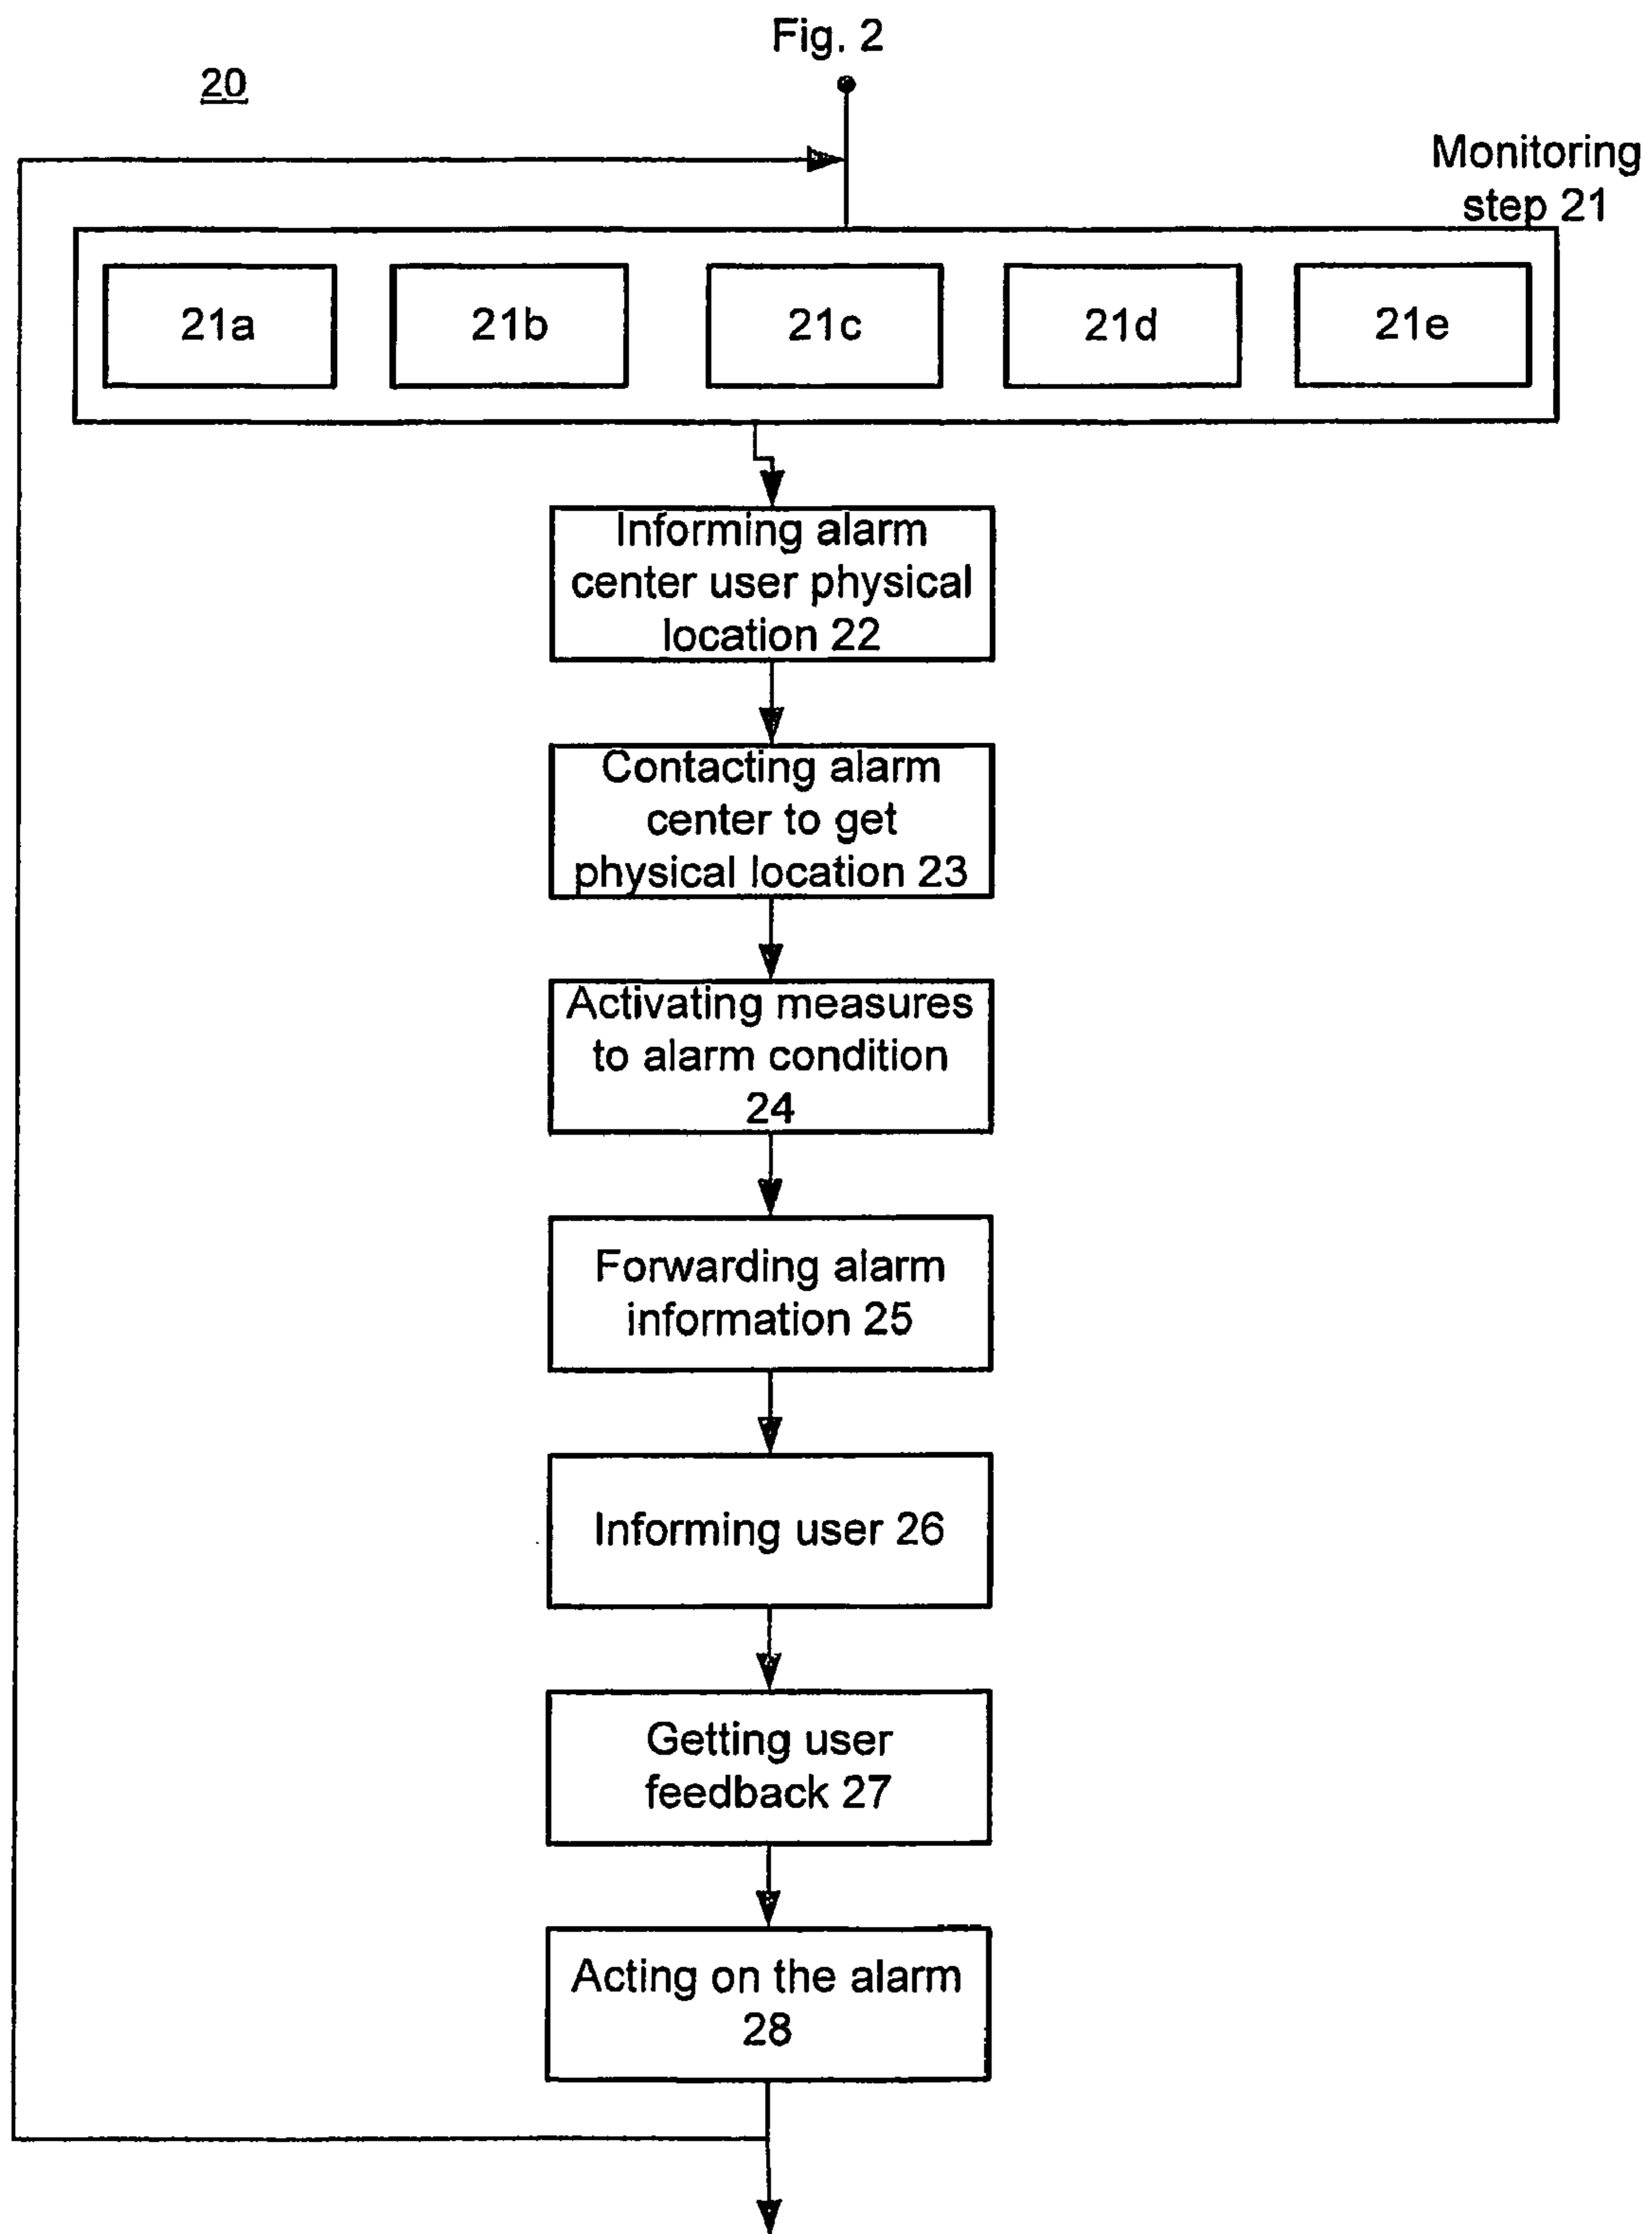 Fig. 2
20
Monitoring
step 21
21a
21b
21c
21d
21e
Informing alarm
center user physical
location 22
Contacting alarm
center to get
physical location 23
Activating measures
to alarm condition
24
Forwarding alarm
information 25
Informing user 26
Getting user
feedback 27
Acting on the alarm
28